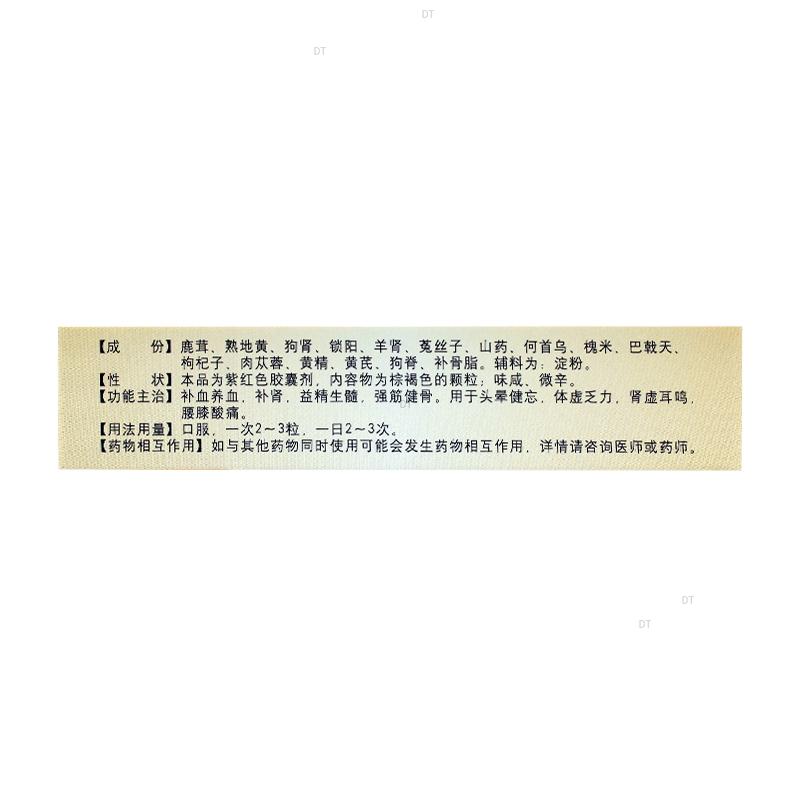 DT
DT
【成　　份】鹿茸、熟地黄、狗肾、锁阳、羊肾、菟丝子、山药、何首乌、槐米、巴戟天、
枸杞子、肉苁蓉、黄精、黄芪、狗脊、补骨脂。辅料为：淀粉。
【性　　状】本品为紫红色胶囊剂，内容物为棕褐色的颗粒；味咸、微辛。
【功能主治】补血养血，补肾，益精生髓，强筋健骨。用于头晕健忘，体虚乏力，肾虚耳鸣，
腰膝酸痛。
【用法用量】口服，一次2～3粒，一日2～3次。
【药物相互作用】如与其他药物同时使用可能会发生药物相互作用，详情请咨询医师或药师。
DT
DT